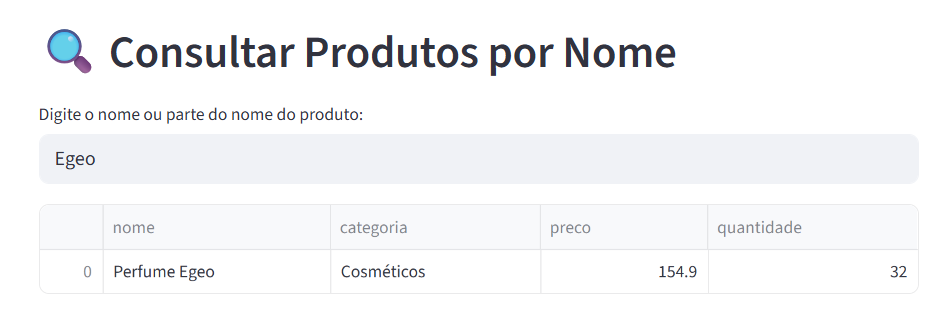 Consultar Produtos por Nome
Digite o nome ou parte do nome do produto:
Egeo
nome categoria preco quantidade
0 Perfume Egeo Cosméticos 154.9 32